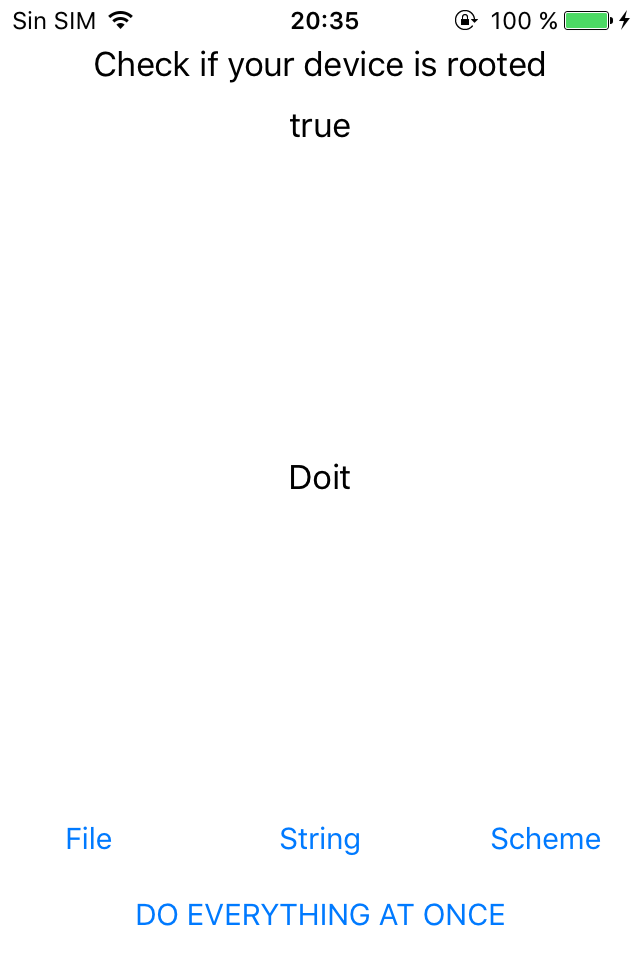 Sin SIM 20:35 100 %
Check if your device is rooted
true
Doit
File String Scheme
DO EVERYTHING AT ONCE